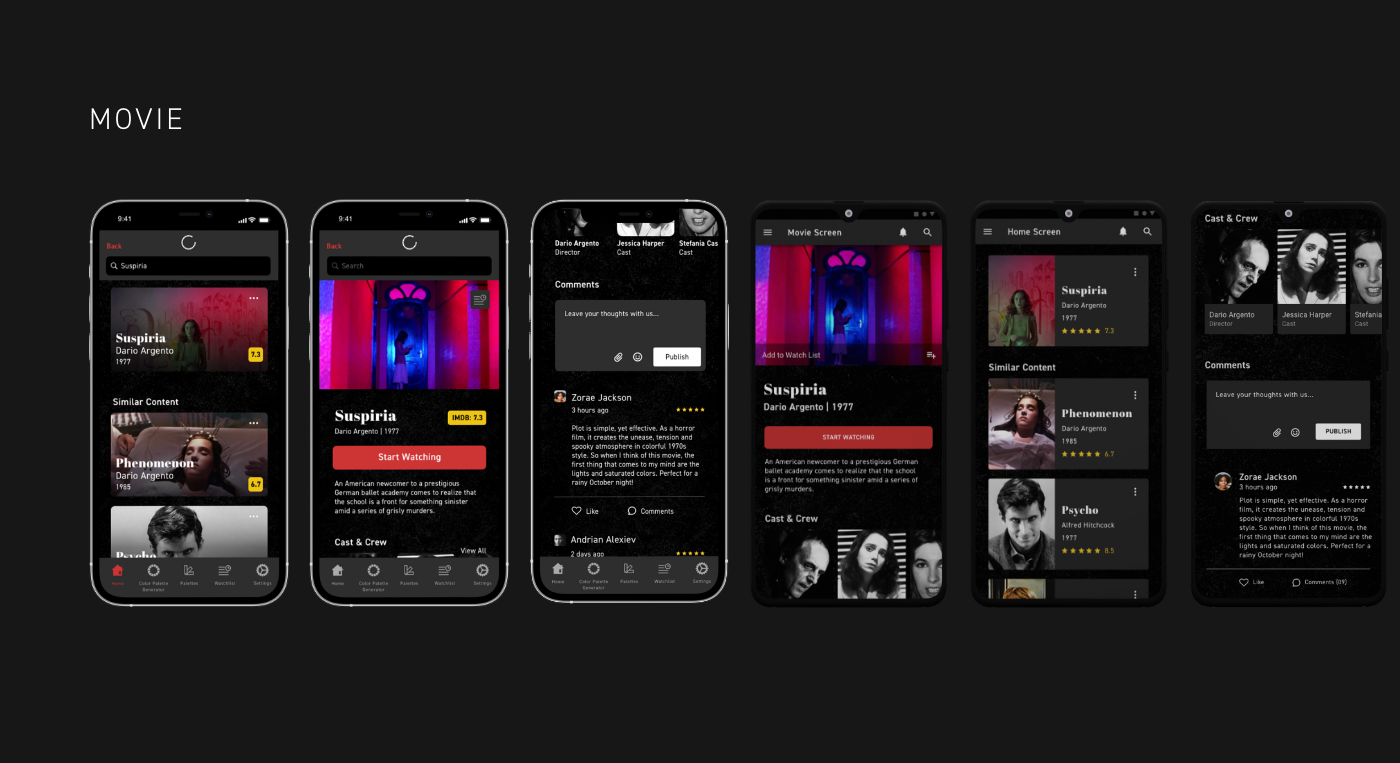 MOVIE
9:41
Back
Suspiria
Suspiria
Dario Argento
1977
7.3
Similar Content
Phenomenon
Dario Argento
1985
6.7
Psycho
Home
Color Palette
Generator
Palettes
Watchlist
Settings
9:41
Back
Search
Suspiria
IMDB: 7.3
Dario Argento | 1977
Start Watching
An American newcomer to a prestigious
German ballet academy comes to realize that
the school is a front for something sinister
amid a series of grisly murders.
Cast & Crew
View All
Home
Color Palette
Generator
Palettes
Watchlist
Settings
Dario Argento
Director
Jessica Harper
Cast
Stefania Cas
Cast
Comments
Leave your thoughts with us...
Publish
Zorae Jackson
3 hours ago
Plot is simple, yet effective. As a horror
film, it creates the unease, tension and
spooky atmosphere in colorful 1970s
style. So when I think of this movie, the
first thing that comes to my mind are the
lights and saturated colors. Perfect for a
rainy October night!
Like
Comments
Andrian Alexiev
2 days ago
Home
Color Palette
Generator
Palettes
Watchlist
Settings
Movie Screen
Add to Watch List
Suspiria
Dario Argento | 1977
START WATCHING
An American newcomer to a prestigious German
ballet academy comes to realize that the school
is a front for something sinister amid a series of
grisly murders.
Cast & Crew
Home Screen
Suspiria
Dario Argento
1977
7.3
Similar Content
Phenomenon
Dario Argento
1985
6.7
Psycho
Alfred Hitchcock
1977
8.5
Cast & Crew
Dario Argento
Director
Jessica Harper
Cast
Stefania
Cast
Comments
Leave your thoughts with us...
PUBLISH
Zorae Jackson
3 hours ago
Plot is simple, yet effective. As a horror
film, it creates the unease, tension and
spooky atmosphere in colorful 1970s
style. So when I think of this movie, the
first thing that comes to my mind are the
lights and saturated colors. Perfect for a
rainy October night!
Like
Comments (09)